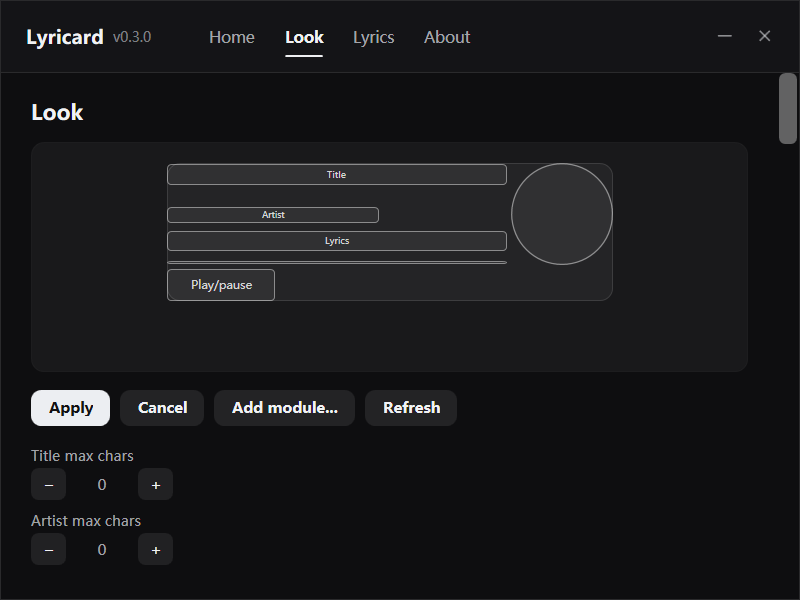 Lyricard v0.3.0 Home Look Lyrics About
Look
Title
Artist
Lyrics
Play/pause
Apply Cancel Add module... Refresh
Title max chars
– 0 +
Artist max chars
– 0 +